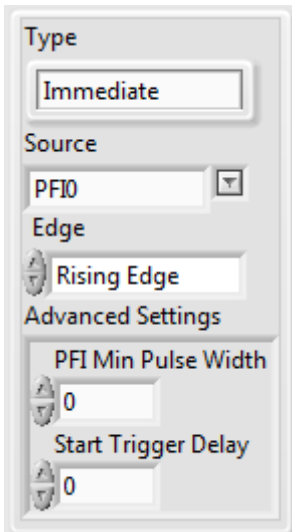 Type
Immediate
Source
PFI0
Edge
Rising Edge
Advanced Settings
PFI Min Pulse Width
0
Start Trigger Delay
0